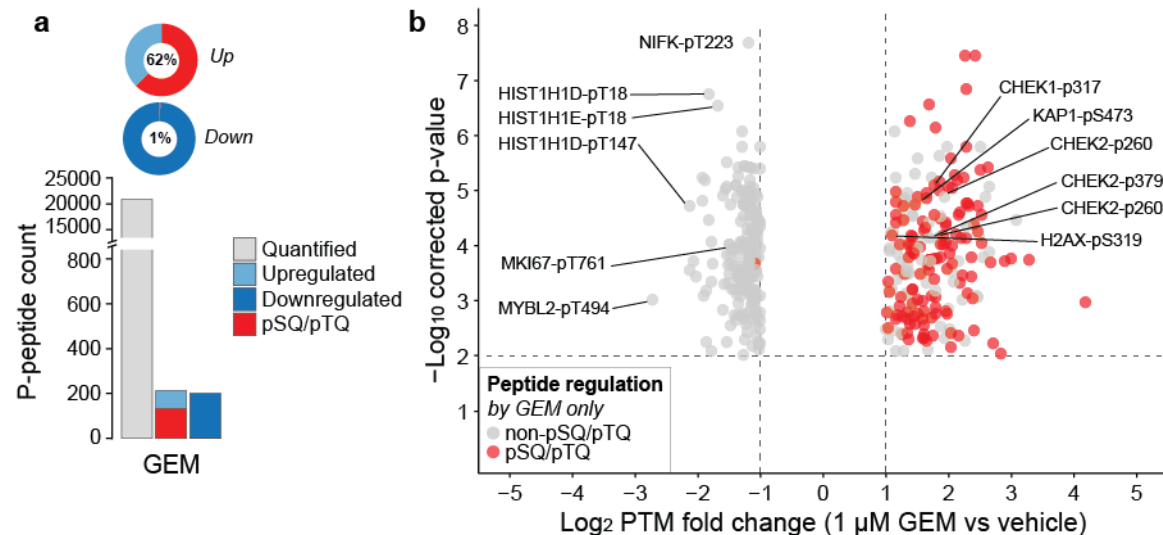 a
62%
Up
1%
Down
25000
20000
15000
800
600
400
200
0
P-peptide count
GEM
Quantified
Upregulated
Downregulated
pSQ/pTQ
b
8
7
6
5
4
3
2
1
−Log10 corrected p-value
NIFK-pT223
HIST1H1D-pT18
HIST1H1E-pT18
HIST1H1D-pT147
MKI67-pT761
MYBL2-pT494
CHEK1-p317
KAP1-pS473
CHEK2-p260
CHEK2-p379
CHEK2-p260
H2AX-pS319
Peptide regulation
by GEM only
non-pSQ/pTQ
pSQ/pTQ
−5 −4 −3 −2 −1 0 1 2 3 4 5
Log2 PTM fold change (1 µM GEM vs vehicle)